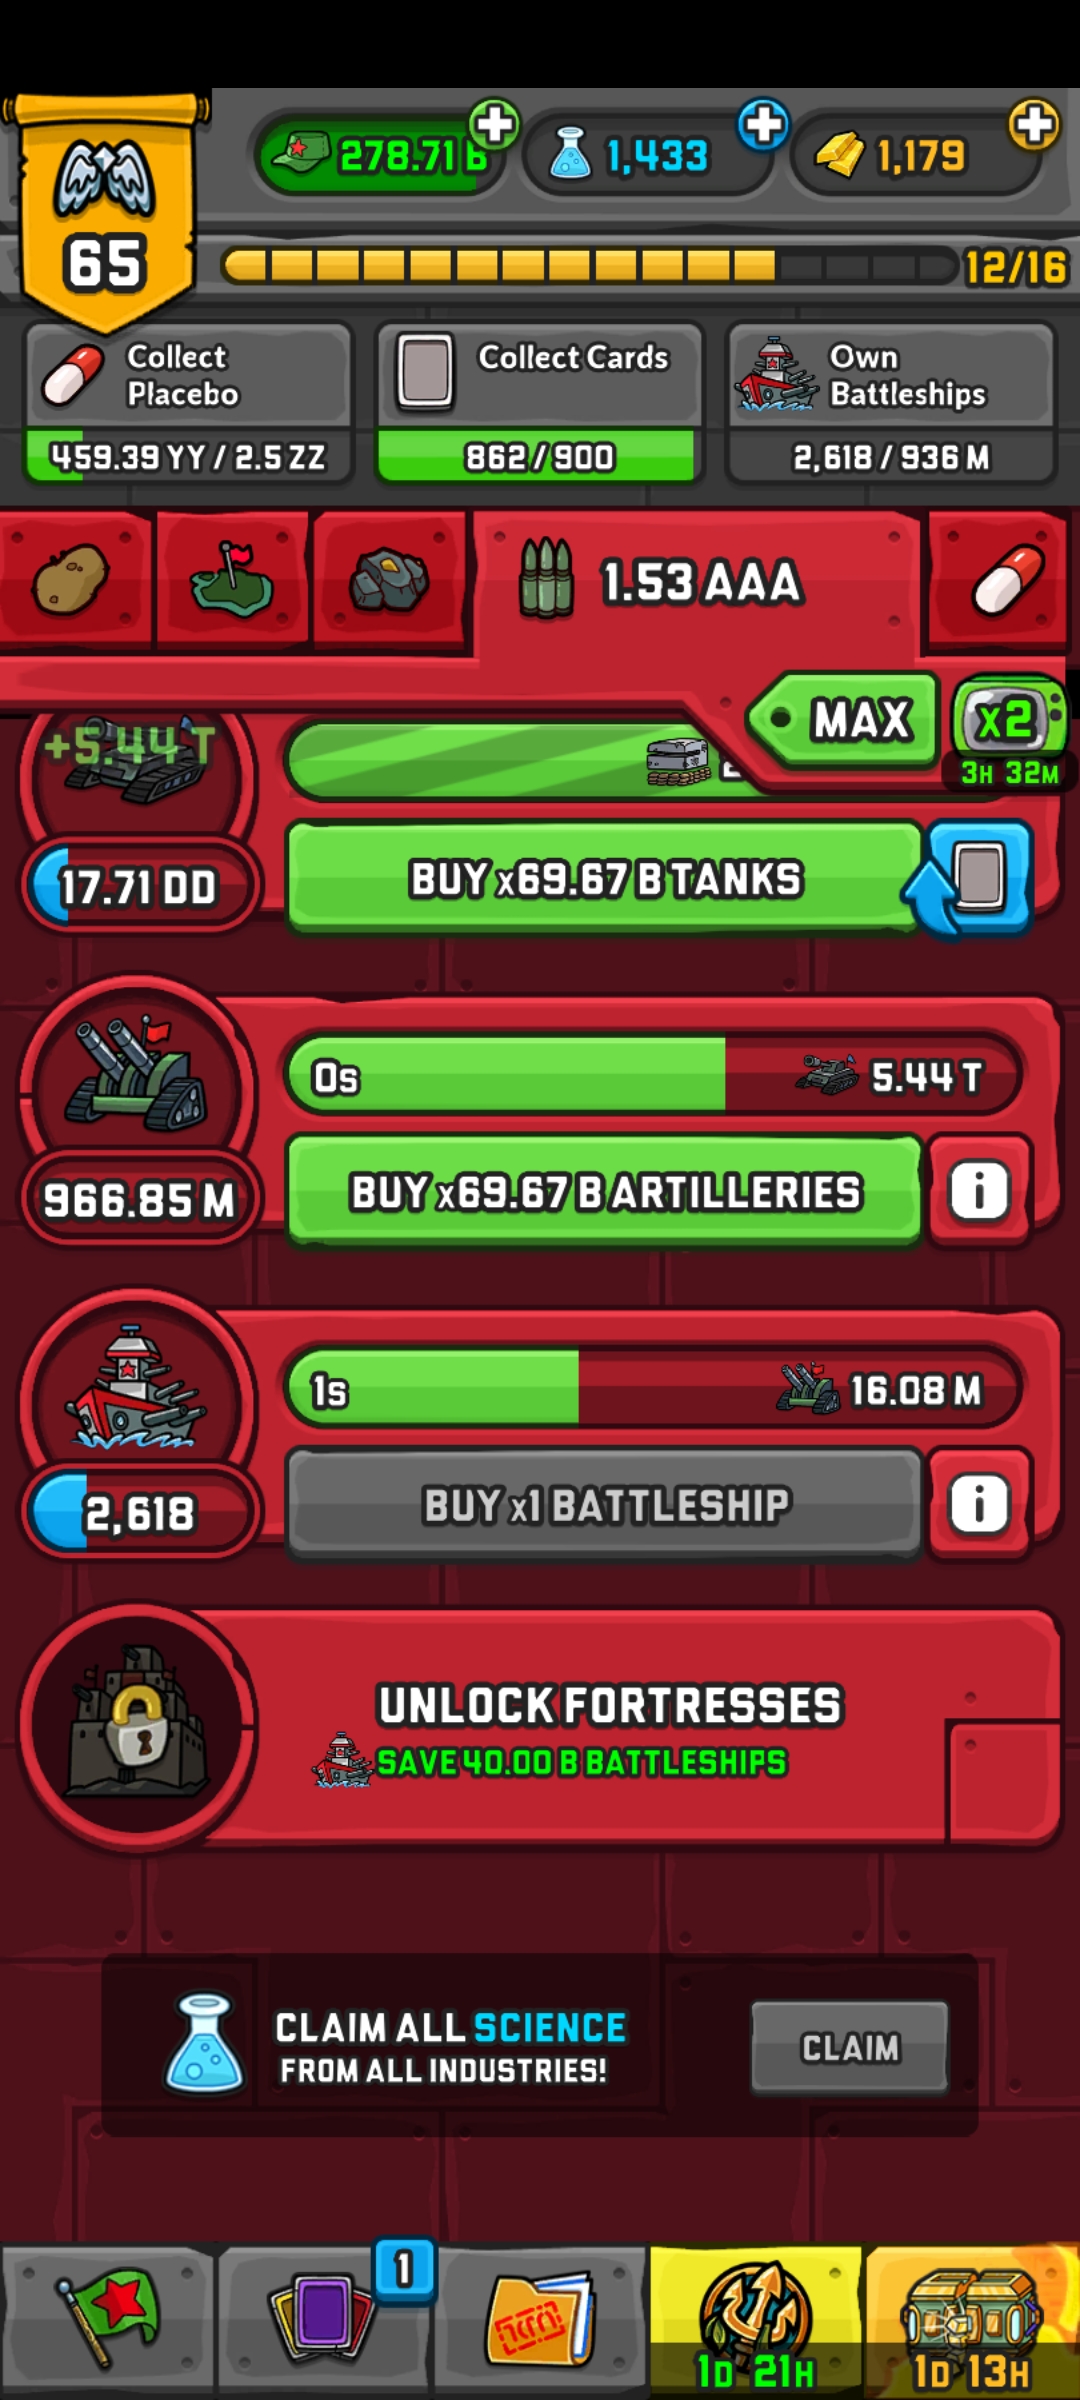 65
278.71 B
1,433
1,179
12/16
Collect
Placebo
459.39 YY / 2.5 ZZ
Collect Cards
862/900
Own
Battleships
2,618 / 936 M
1.53 AAA
MAX
x2
3H 32M
+5.44 T
17.71 DD
BUY x69.67 B TANKS
0s
5.44 T
966.85 M
BUY x69.67 B ARTILLERIES
i
1s
16.08 M
2,618
BUY x1 BATTLESHIP
i
UNLOCK FORTRESSES
SAVE 40.00 B BATTLESHIPS
CLAIM ALL SCIENCE
FROM ALL INDUSTRIES!
CLAIM
1
1D 21H
1D 13H